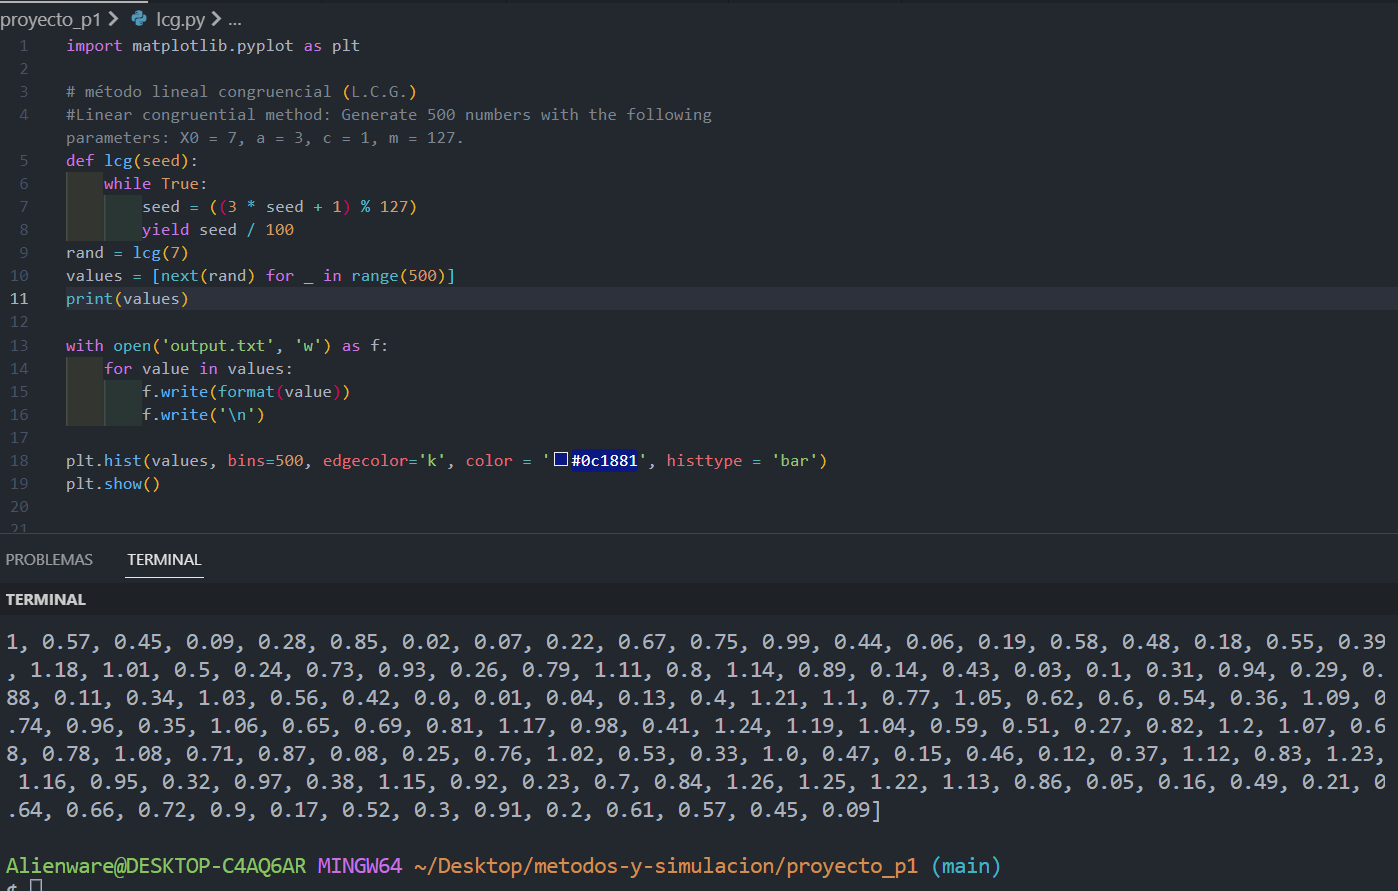 proyecto_p1 > lcg.py > ...
1 import matplotlib.pyplot as plt
2
3 # método lineal congruencial (L.C.G.)
4 #Linear congruential method: Generate 500 numbers with the following
parameters: X0 = 7, a = 3, c = 1, m = 127.
5 def lcg(seed):
6 while True:
7 seed = ((3 * seed + 1) % 127)
8 yield seed / 100
9 rand = lcg(7)
10 values = [next(rand) for _ in range(500)]
11 print(values)
12
13 with open('output.txt', 'w') as f:
14 for value in values:
15 f.write(format(value))
16 f.write('\n')
17
18 plt.hist(values, bins=500, edgecolor='k', color = '#0c1881', histtype = 'bar')
19 plt.show()
20
21
PROBLEMAS TERMINAL
TERMINAL
1, 0.57, 0.45, 0.09, 0.28, 0.85, 0.02, 0.07, 0.22, 0.67, 0.75, 0.99, 0.44, 0.06, 0.19, 0.58, 0.48, 0.18, 0.55, 0.39
, 1.18, 1.01, 0.5, 0.24, 0.73, 0.93, 0.26, 0.79, 1.11, 0.8, 1.14, 0.89, 0.14, 0.43, 0.03, 0.1, 0.31, 0.94, 0.29, 0.
88, 0.11, 0.34, 1.03, 0.56, 0.42, 0.0, 0.01, 0.04, 0.13, 0.4, 1.21, 1.1, 0.77, 1.05, 0.62, 0.6, 0.54, 0.36, 1.09, 0
.74, 0.96, 0.35, 1.06, 0.65, 0.69, 0.81, 1.17, 0.98, 0.41, 1.24, 1.19, 1.04, 0.59, 0.51, 0.27, 0.82, 1.2, 1.07, 0.6
8, 0.78, 1.08, 0.71, 0.87, 0.08, 0.25, 0.76, 1.02, 0.53, 0.33, 1.0, 0.47, 0.15, 0.46, 0.12, 0.37, 1.12, 0.83, 1.23,
1.16, 0.95, 0.32, 0.97, 0.38, 1.15, 0.92, 0.23, 0.7, 0.84, 1.26, 1.25, 1.22, 1.13, 0.86, 0.05, 0.16, 0.49, 0.21, 0
.64, 0.66, 0.72, 0.9, 0.17, 0.52, 0.3, 0.91, 0.2, 0.61, 0.57, 0.45, 0.09]
Alienware@DESKTOP-C4AQ6AR MINGW64 ~/Desktop/metodos-y-simulacion/proyecto_p1 (main)